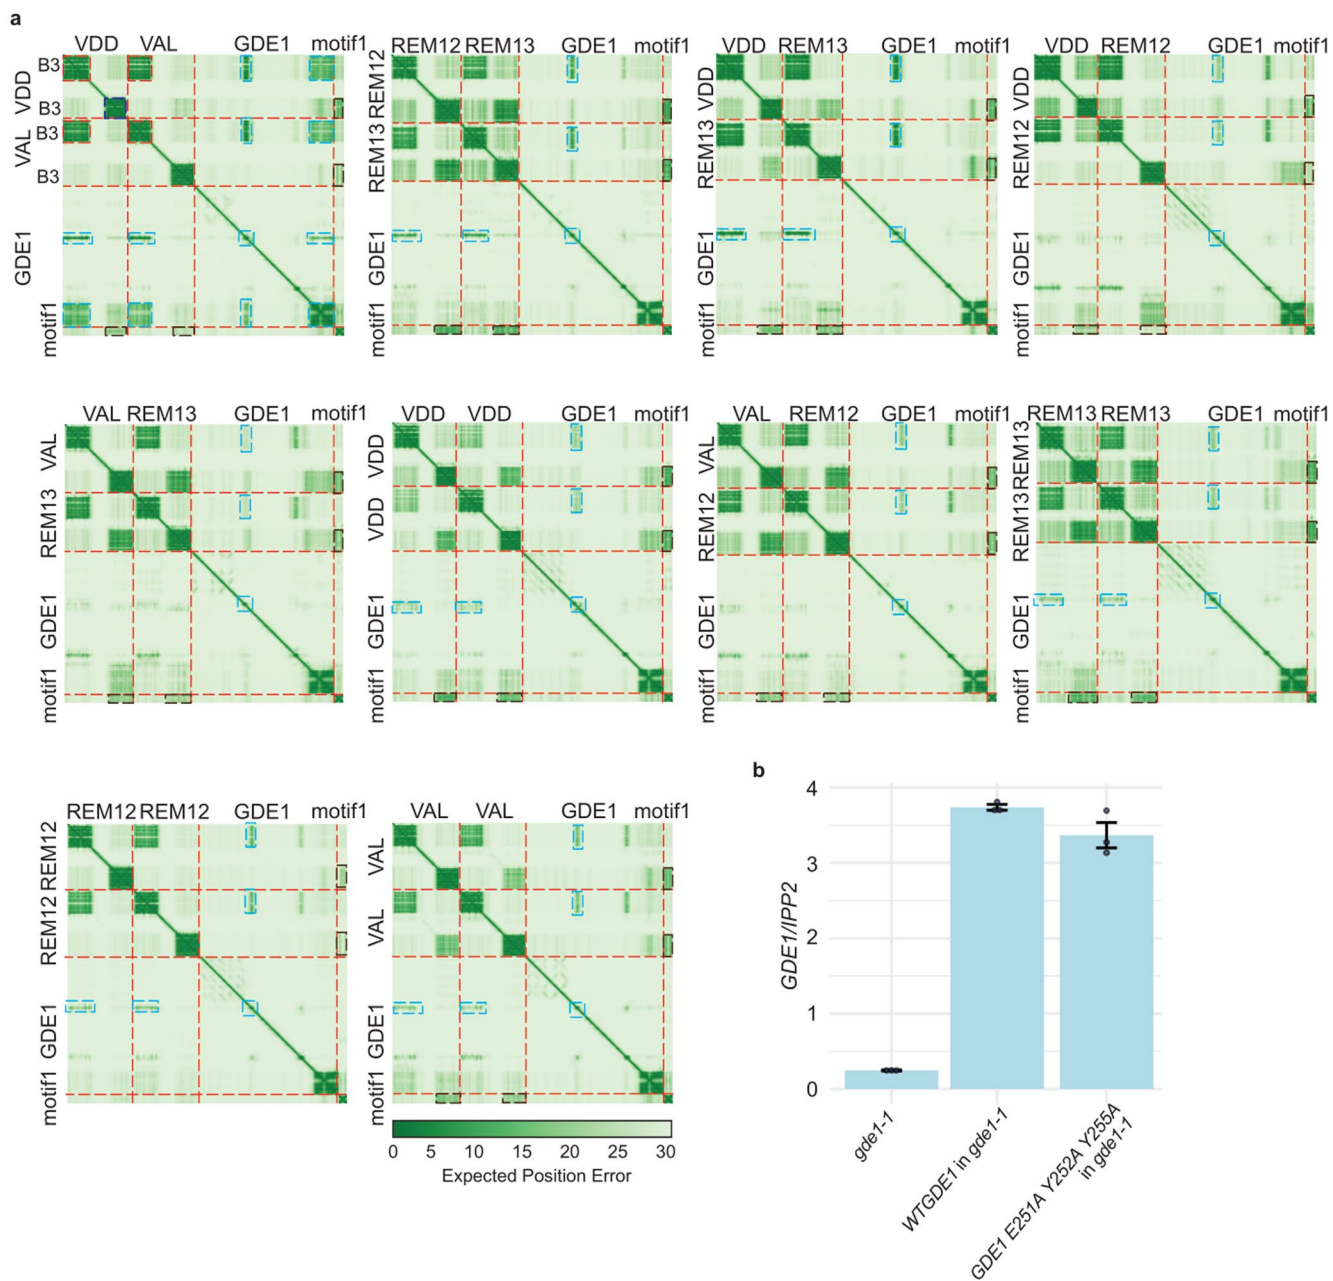 a
VDD VAL GDE1 motif1
B3
VDD
B3
B3
VAL
B3
GDE1
motif1
REM12 REM13 GDE1 motif1
REM12
REM13
GDE1
motif1
VDD REM13 GDE1 motif1
VDD
REM13
GDE1
motif1
VDD REM12 GDE1 motif1
VDD
REM12
GDE1
motif1
VAL REM13 GDE1 motif1
VAL
REM13
GDE1
motif1
VDD VDD GDE1 motif1
VDD
VDD
GDE1
motif1
VAL REM12 GDE1 motif1
VAL
REM12
GDE1
motif1
REM13 REM13 GDE1 motif1
REM13
REM13
GDE1
motif1
REM12 REM12 GDE1 motif1
REM12
REM12
GDE1
motif1
VAL VAL GDE1 motif1
VAL
VAL
GDE1
motif1
0 5 10 15 20 25 30
Expected Position Error
b
4
3
2
1
0
GDE1/IPP2
gde1-1
WTGDE1 in gde1-1
GDE1 E251A Y252A Y255A
in gde1-1